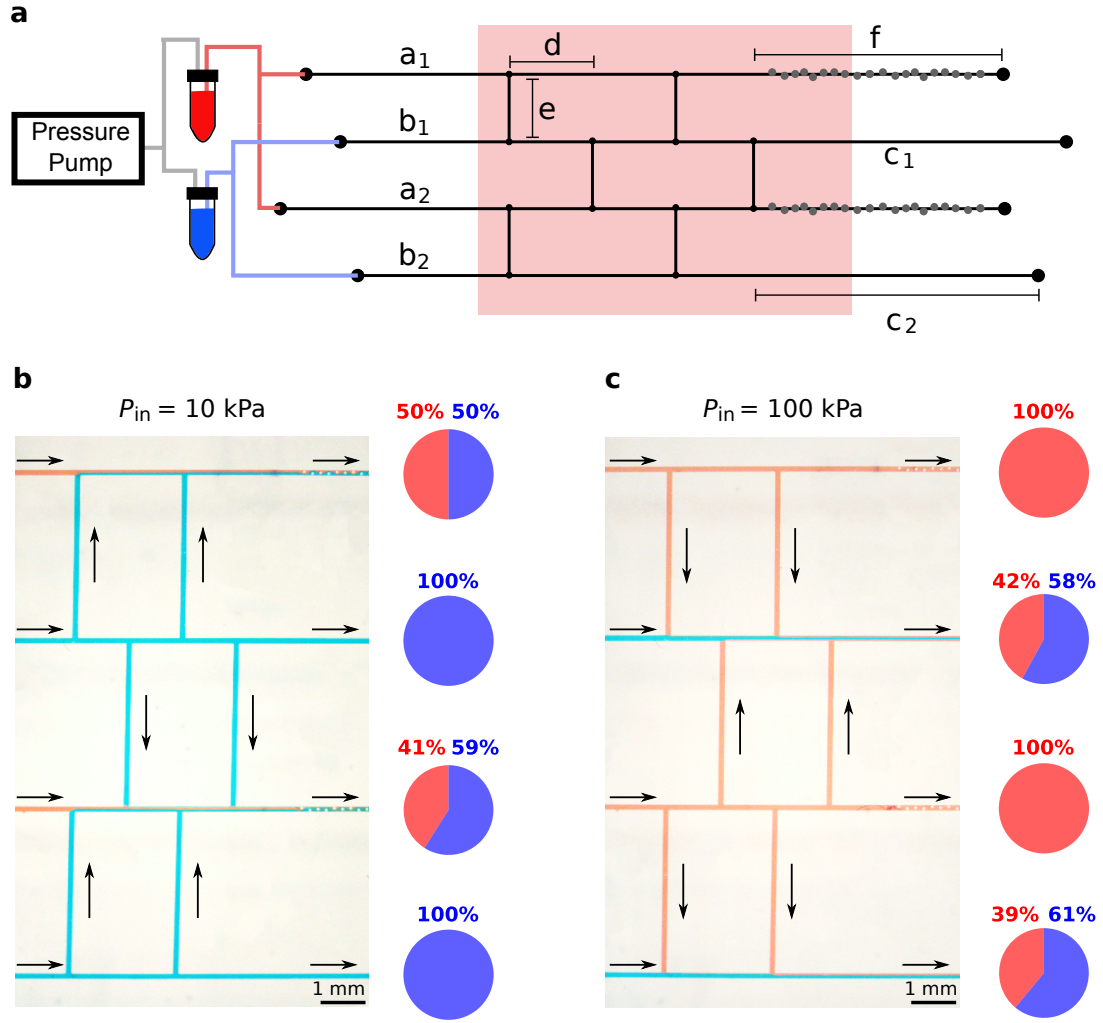 a
Pressure
Pump
a1
b1
a2
b2
d
e
f
c1
c2
b
Pin = 10 kPa
50% 50%
100%
41% 59%
100%
1 mm
c
Pin = 100 kPa
100%
42% 58%
100%
39% 61%
1 mm